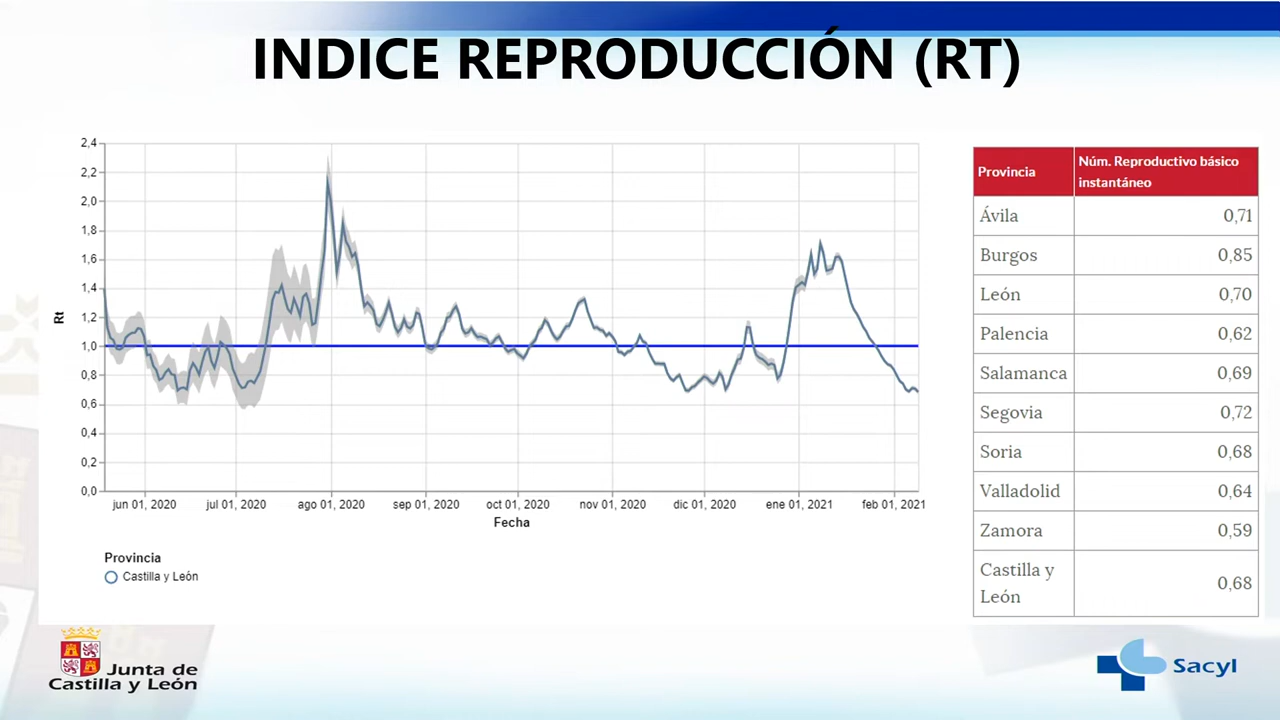 INDICE REPRODUCCIÓN (RT)
2,4
2,2
2,0
1,8
1,6
1,4
1,2
1,0
0,8
0,6
0,4
0,2
0,0
Rt
jun 01, 2020 jul 01, 2020 ago 01, 2020 sep 01, 2020 oct 01, 2020 nov 01, 2020 dic 01, 2020 ene 01, 2021 feb 01, 2021
Fecha
Provincia
Castilla y León
Provincia Núm. Reproductivo básico
instantáneo
Ávila 0,71
Burgos 0,85
León 0,70
Palencia 0,62
Salamanca 0,69
Segovia 0,72
Soria 0,68
Valladolid 0,64
Zamora 0,59
Castilla y
León 0,68
Junta de
Castilla y León
Sacyl